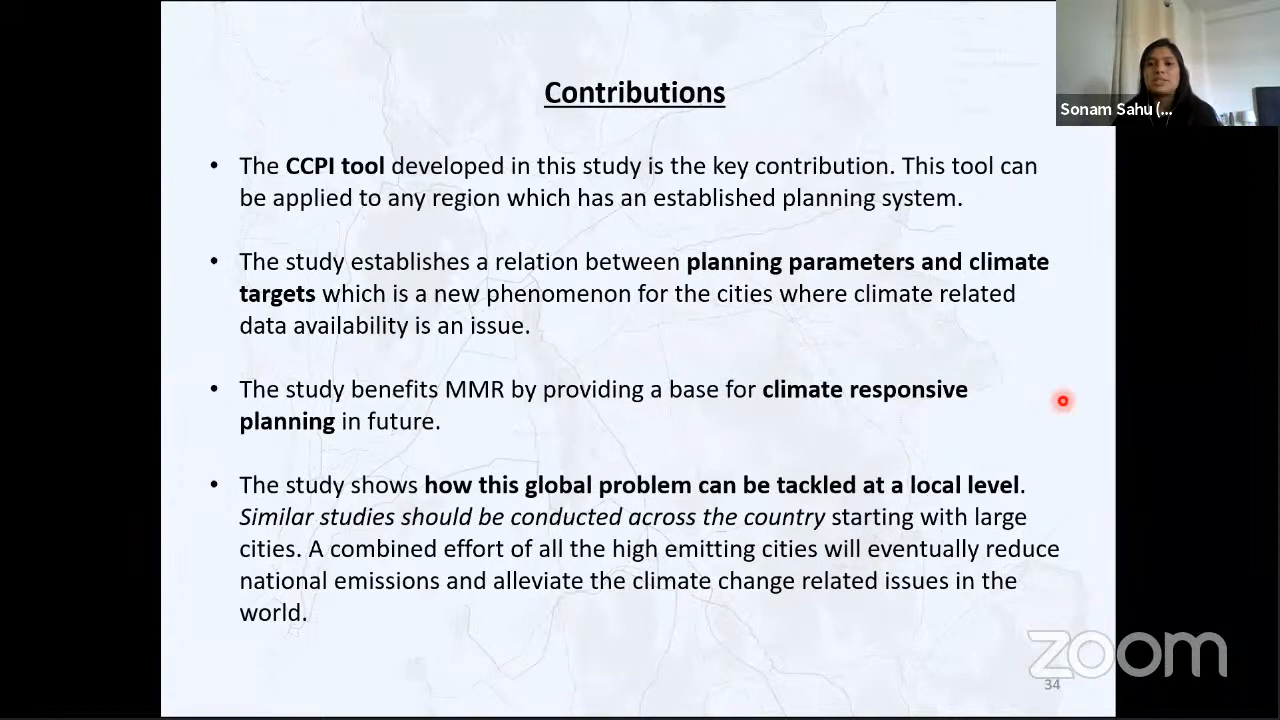 Contributions
Sonam Sahu (...
• The CCPI tool developed in this study is the key contribution. This tool can
be applied to any region which has an established planning system.
• The study establishes a relation between planning parameters and climate
targets which is a new phenomenon for the cities where climate related
data availability is an issue.
• The study benefits MMR by providing a base for climate responsive
planning in future.
• The study shows how this global problem can be tackled at a local level.
Similar studies should be conducted across the country starting with large
cities. A combined effort of all the high emitting cities will eventually reduce
national emissions and alleviate the climate change related issues in the
world.
zoom
34